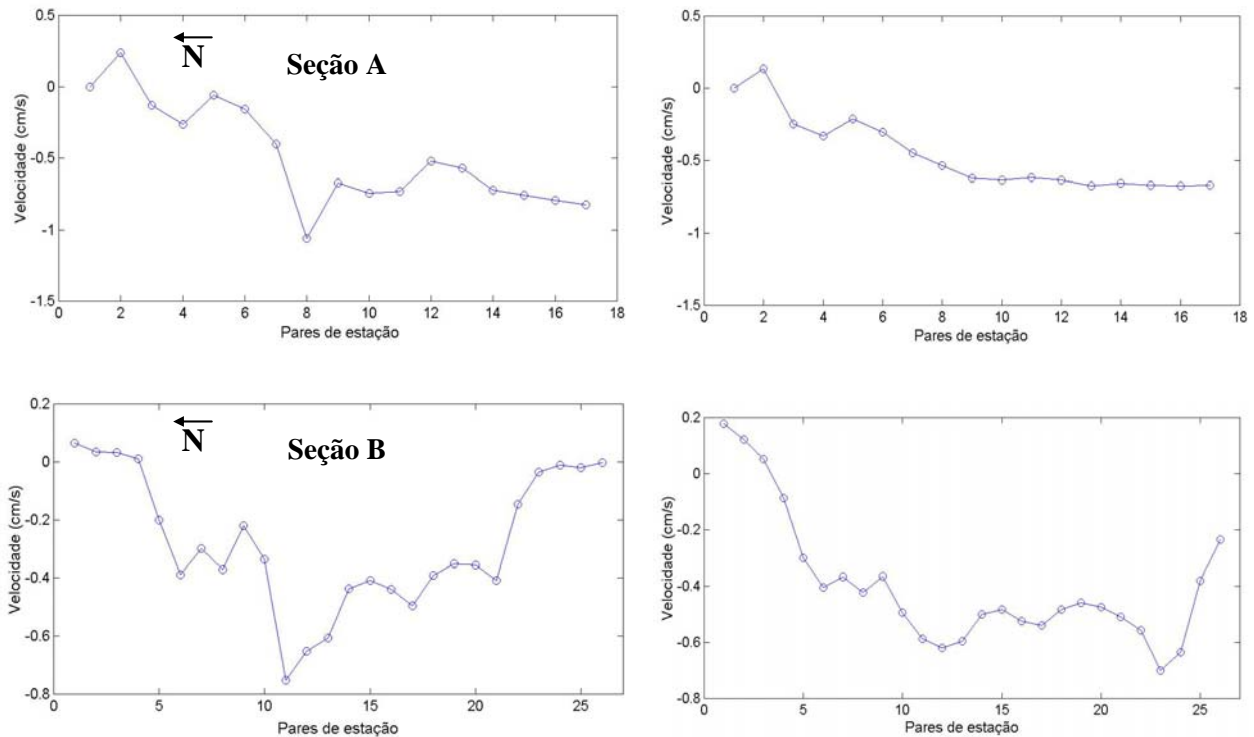 0.5
0
-0.5
-1
-1.5
Velocidade (cm/s)
N
Seção A
0 2 4 6 8 10 12 14 16 18
Pares de estação
0.5
0
-0.5
-1
-1.5
Velocidade (cm/s)
0 2 4 6 8 10 12 14 16 18
Pares de estação
0.2
0
-0.2
-0.4
-0.6
-0.8
Velocidade (cm/s)
N
Seção B
0 5 10 15 20 25
Pares de estação
0.2
0
-0.2
-0.4
-0.6
-0.8
Velocidade (cm/s)
0 5 10 15 20 25
Pares de estação